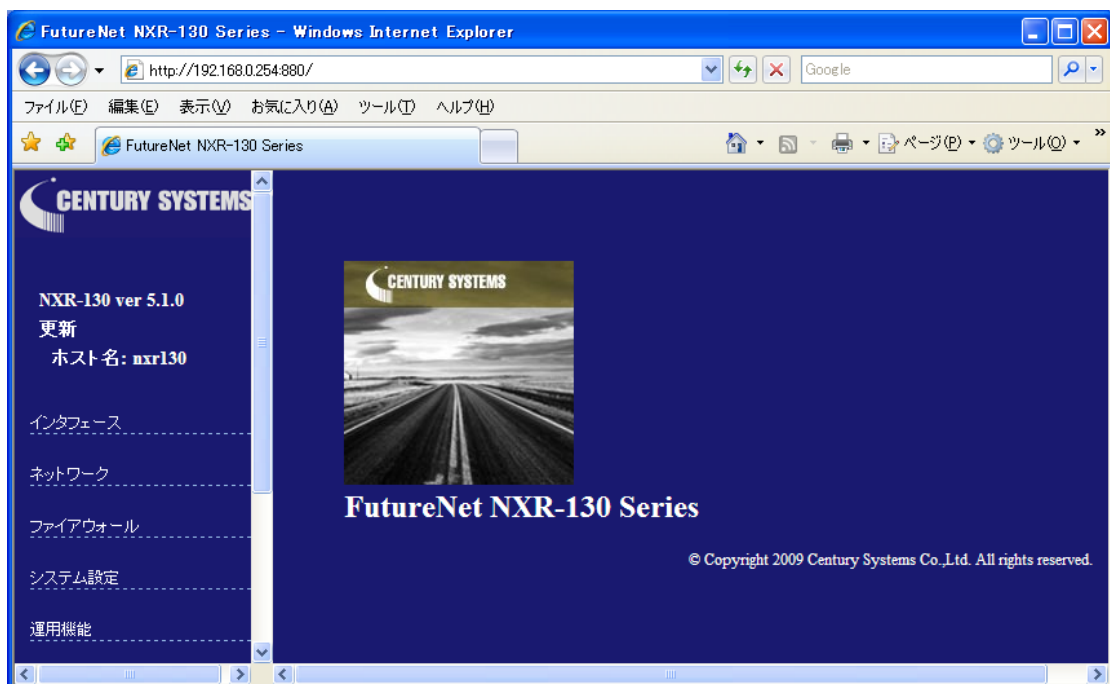 FutureNet NXR-130 Series - Windows Internet Explorer
http://192.168.0.254:880/
Google
ファイル(F) 編集(E) 表示(V) お気に入り(A) ツール(T) ヘルプ(H)
FutureNet NXR-130 Series
ページ(P) ツール(O) »
CENTURY SYSTEMS
NXR-130 ver 5.1.0
更新
ホスト名: nxr130
インタフェース
ネットワーク
ファイアウォール
システム設定
運用機能
CENTURY SYSTEMS
FutureNet NXR-130 Series
© Copyright 2009 Century Systems Co.,Ltd. All rights reserved.